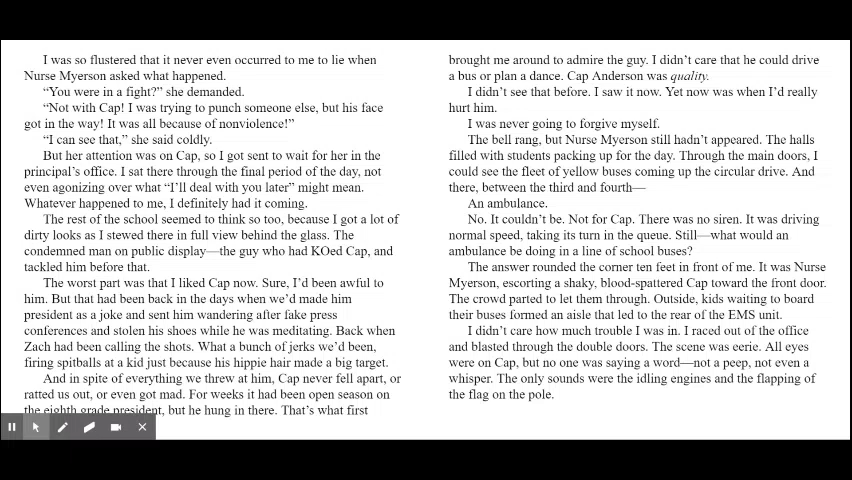 I was so flustered that it never even occurred to me to lie when
Nurse Myerson asked what happened.
“You were in a fight?” she demanded.
“Not with Cap! I was trying to punch someone else, but his face
got in the way! It was all because of nonviolence!”
“I can see that,” she said coldly.
But her attention was on Cap, so I got sent to wait for her in the
principal’s office. I sat there through the final period of the day, not
even agonizing over what “I’ll deal with you later” might mean.
Whatever happened to me, I definitely had it coming.
The rest of the school seemed to think so too, because I got a lot of
dirty looks as I stewed there in full view behind the glass. The
condemned man on public display—the guy who had KOed Cap, and
tackled him before that.
The worst part was that I liked Cap now. Sure, I’d been awful to
him. But that had been back in the days when we’d made him
president as a joke and sent him wandering after fake press
conferences and stolen his shoes while he was meditating. Back when
Zach had been calling the shots. What a bunch of jerks we’d been,
firing spitballs at a kid just because his hippie hair made a big target.
And in spite of everything we threw at him, Cap never fell apart, or
ratted us out, or even got mad. For weeks it had been open season on
the eighth grade president, but he hung in there. That’s what first
brought me around to admire the guy. I didn’t care that he could drive
a bus or plan a dance. Cap Anderson was quality.
I didn’t see that before. I saw it now. Yet now was when I’d really
hurt him.
I was never going to forgive myself.
The bell rang, but Nurse Myerson still hadn’t appeared. The halls
filled with students packing up for the day. Through the main doors, I
could see the fleet of yellow buses coming up the circular drive. And
there, between the third and fourth—
An ambulance.
No. It couldn’t be. Not for Cap. There was no siren. It was driving
normal speed, taking its turn in the queue. Still—what would an
ambulance be doing in a line of school buses?
The answer rounded the corner ten feet in front of me. It was Nurse
Myerson, escorting a shaky, blood-spattered Cap toward the front door.
The crowd parted to let them through. Outside, kids waiting to board
their buses formed an aisle that led to the rear of the EMS unit.
I didn’t care how much trouble I was in. I raced out of the office
and blasted through the double doors. The scene was eerie. All eyes
were on Cap, but no one was saying a word—not a peep, not even a
whisper. The only sounds were the idling engines and the flapping of
the flag on the pole.